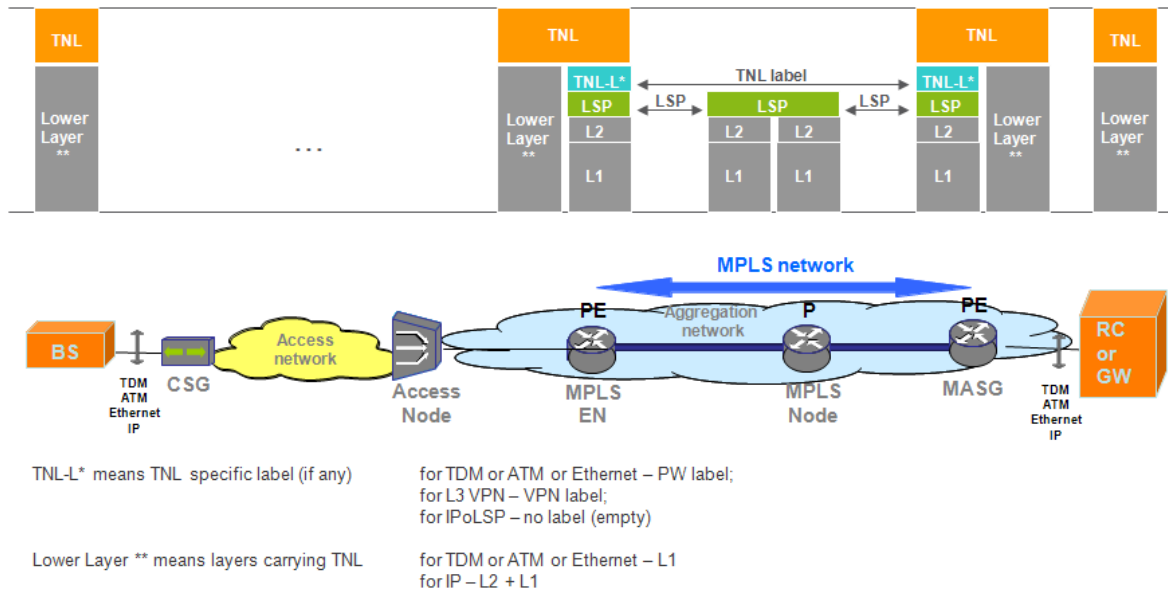 TNL
TNL
TNL
TNL
TNL-L*
TNL label
TNL-L*
LSP
LSP
LSP
LSP
LSP
Lower
Layer
**
...
Lower
Layer
**
L2
L1
L2
L1
L2
L1
L2
L1
Lower
Layer
**
Lower
Layer
**
MPLS network
PE
Aggregation
network
P
PE
BS
TDM
ATM
Ethernet
IP
CSG
Access
network
Access
Node
MPLS
EN
MPLS
Node
MASG
TDM
ATM
Ethernet
IP
RC
or
GW
TNL-L* means TNL specific label (if any)
for TDM or ATM or Ethernet – PW label;
for L3 VPN – VPN label;
for IPoLSP – no label (empty)
Lower Layer ** means layers carrying TNL
for TDM or ATM or Ethernet – L1
for IP – L2 + L1